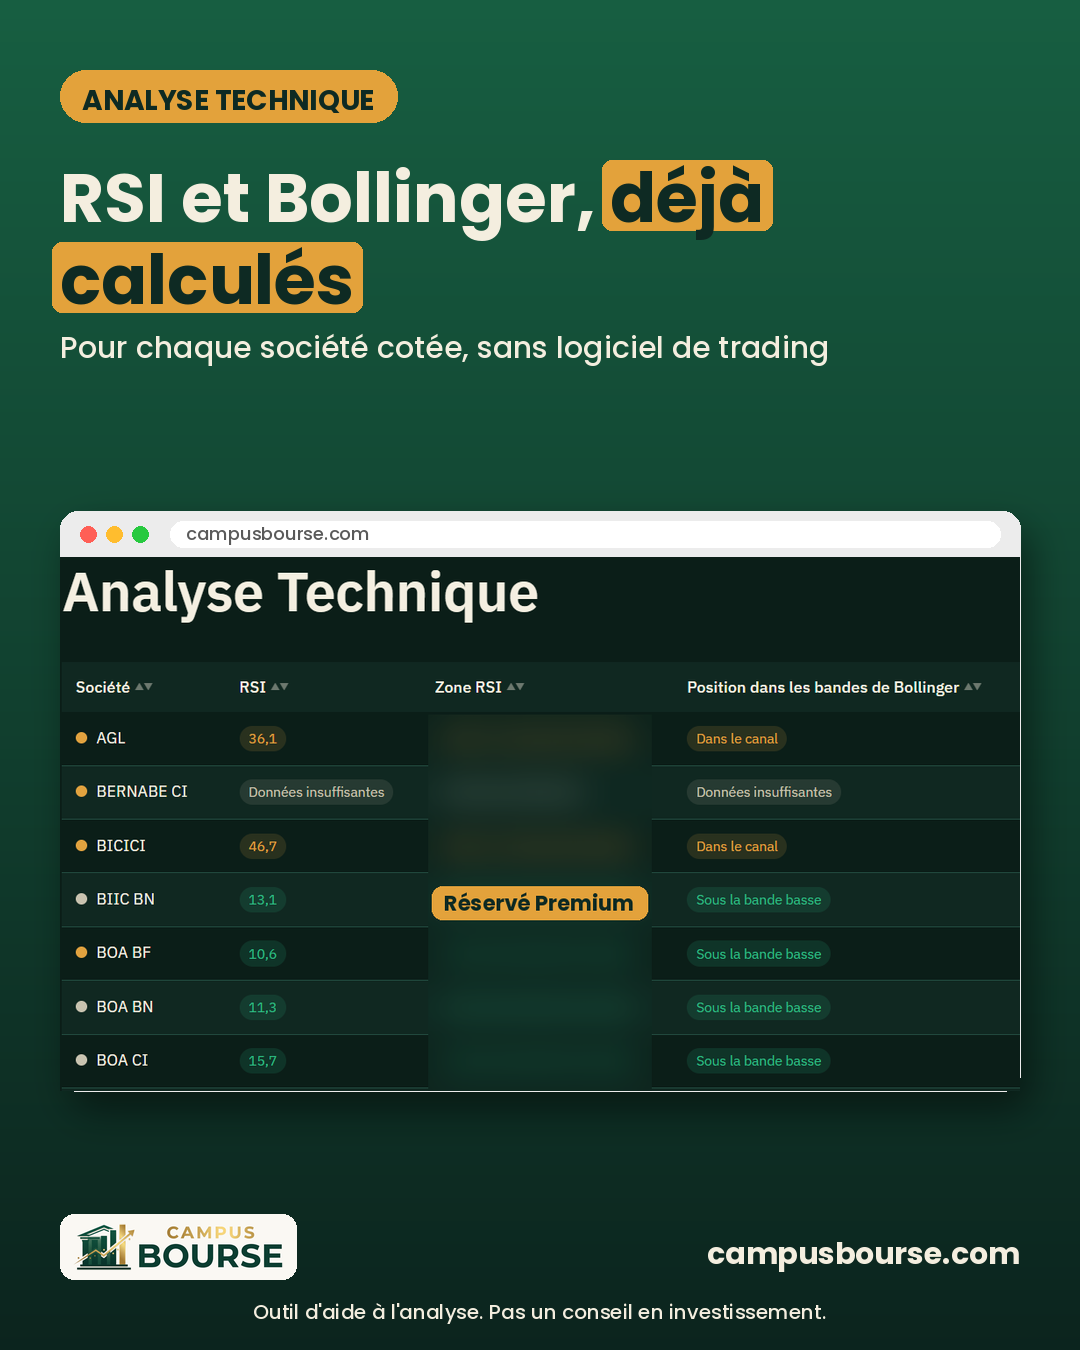 ANALYSE TECHNIQUE
RSI et Bollinger, déjà
calculés
Pour chaque société cotée, sans logiciel de trading
campusbourse.com
Analyse Technique
Société ▲▼ RSI ▲▼ Zone RSI ▲▼ Position dans les bandes de Bollinger ▲▼
AGL 36,1 Dans le canal
BERNABE CI Données insuffisantes Données insuffisantes
BICICI 46,7 Dans le canal
BIIC BN 13,1 Réservé Premium Sous la bande basse
BOA BF 10,6 Sous la bande basse
BOA BN 11,3 Sous la bande basse
BOA CI 15,7 Sous la bande basse
CAMPUS
BOURSE
campusbourse.com
Outil d'aide à l'analyse. Pas un conseil en investissement.